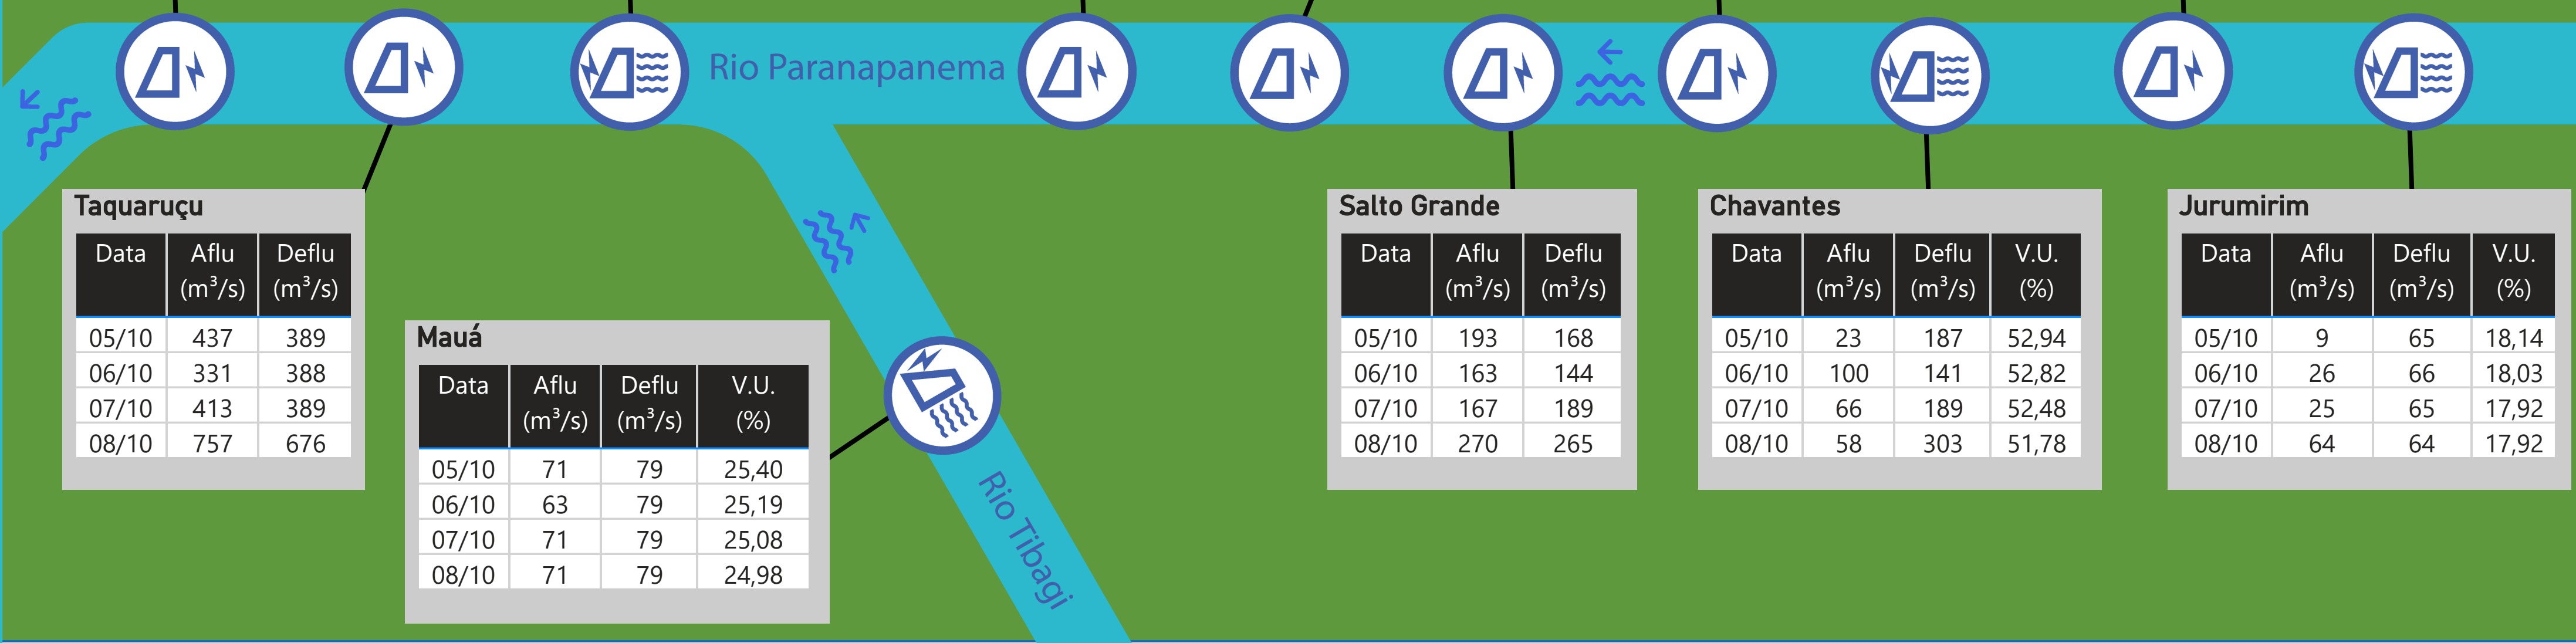 Rio Paranapanema
Taquaruçu
Data Aflu (m³/s) Deflu (m³/s)
05/10 437 389
06/10 331 388
07/10 413 389
08/10 757 676
Mauá
Data Aflu (m³/s) Deflu (m³/s) V.U. (%)
05/10 71 79 25,40
06/10 63 79 25,19
07/10 71 79 25,08
08/10 71 79 24,98
Rio Tibagi
Salto Grande
Data Aflu (m³/s) Deflu (m³/s)
05/10 193 168
06/10 163 144
07/10 167 189
08/10 270 265
Chavantes
Data Aflu (m³/s) Deflu (m³/s) V.U. (%)
05/10 23 187 52,94
06/10 100 141 52,82
07/10 66 189 52,48
08/10 58 303 51,78
Jurumirim
Data Aflu (m³/s) Deflu (m³/s) V.U. (%)
05/10 9 65 18,14
06/10 26 66 18,03
07/10 25 65 17,92
08/10 64 64 17,92